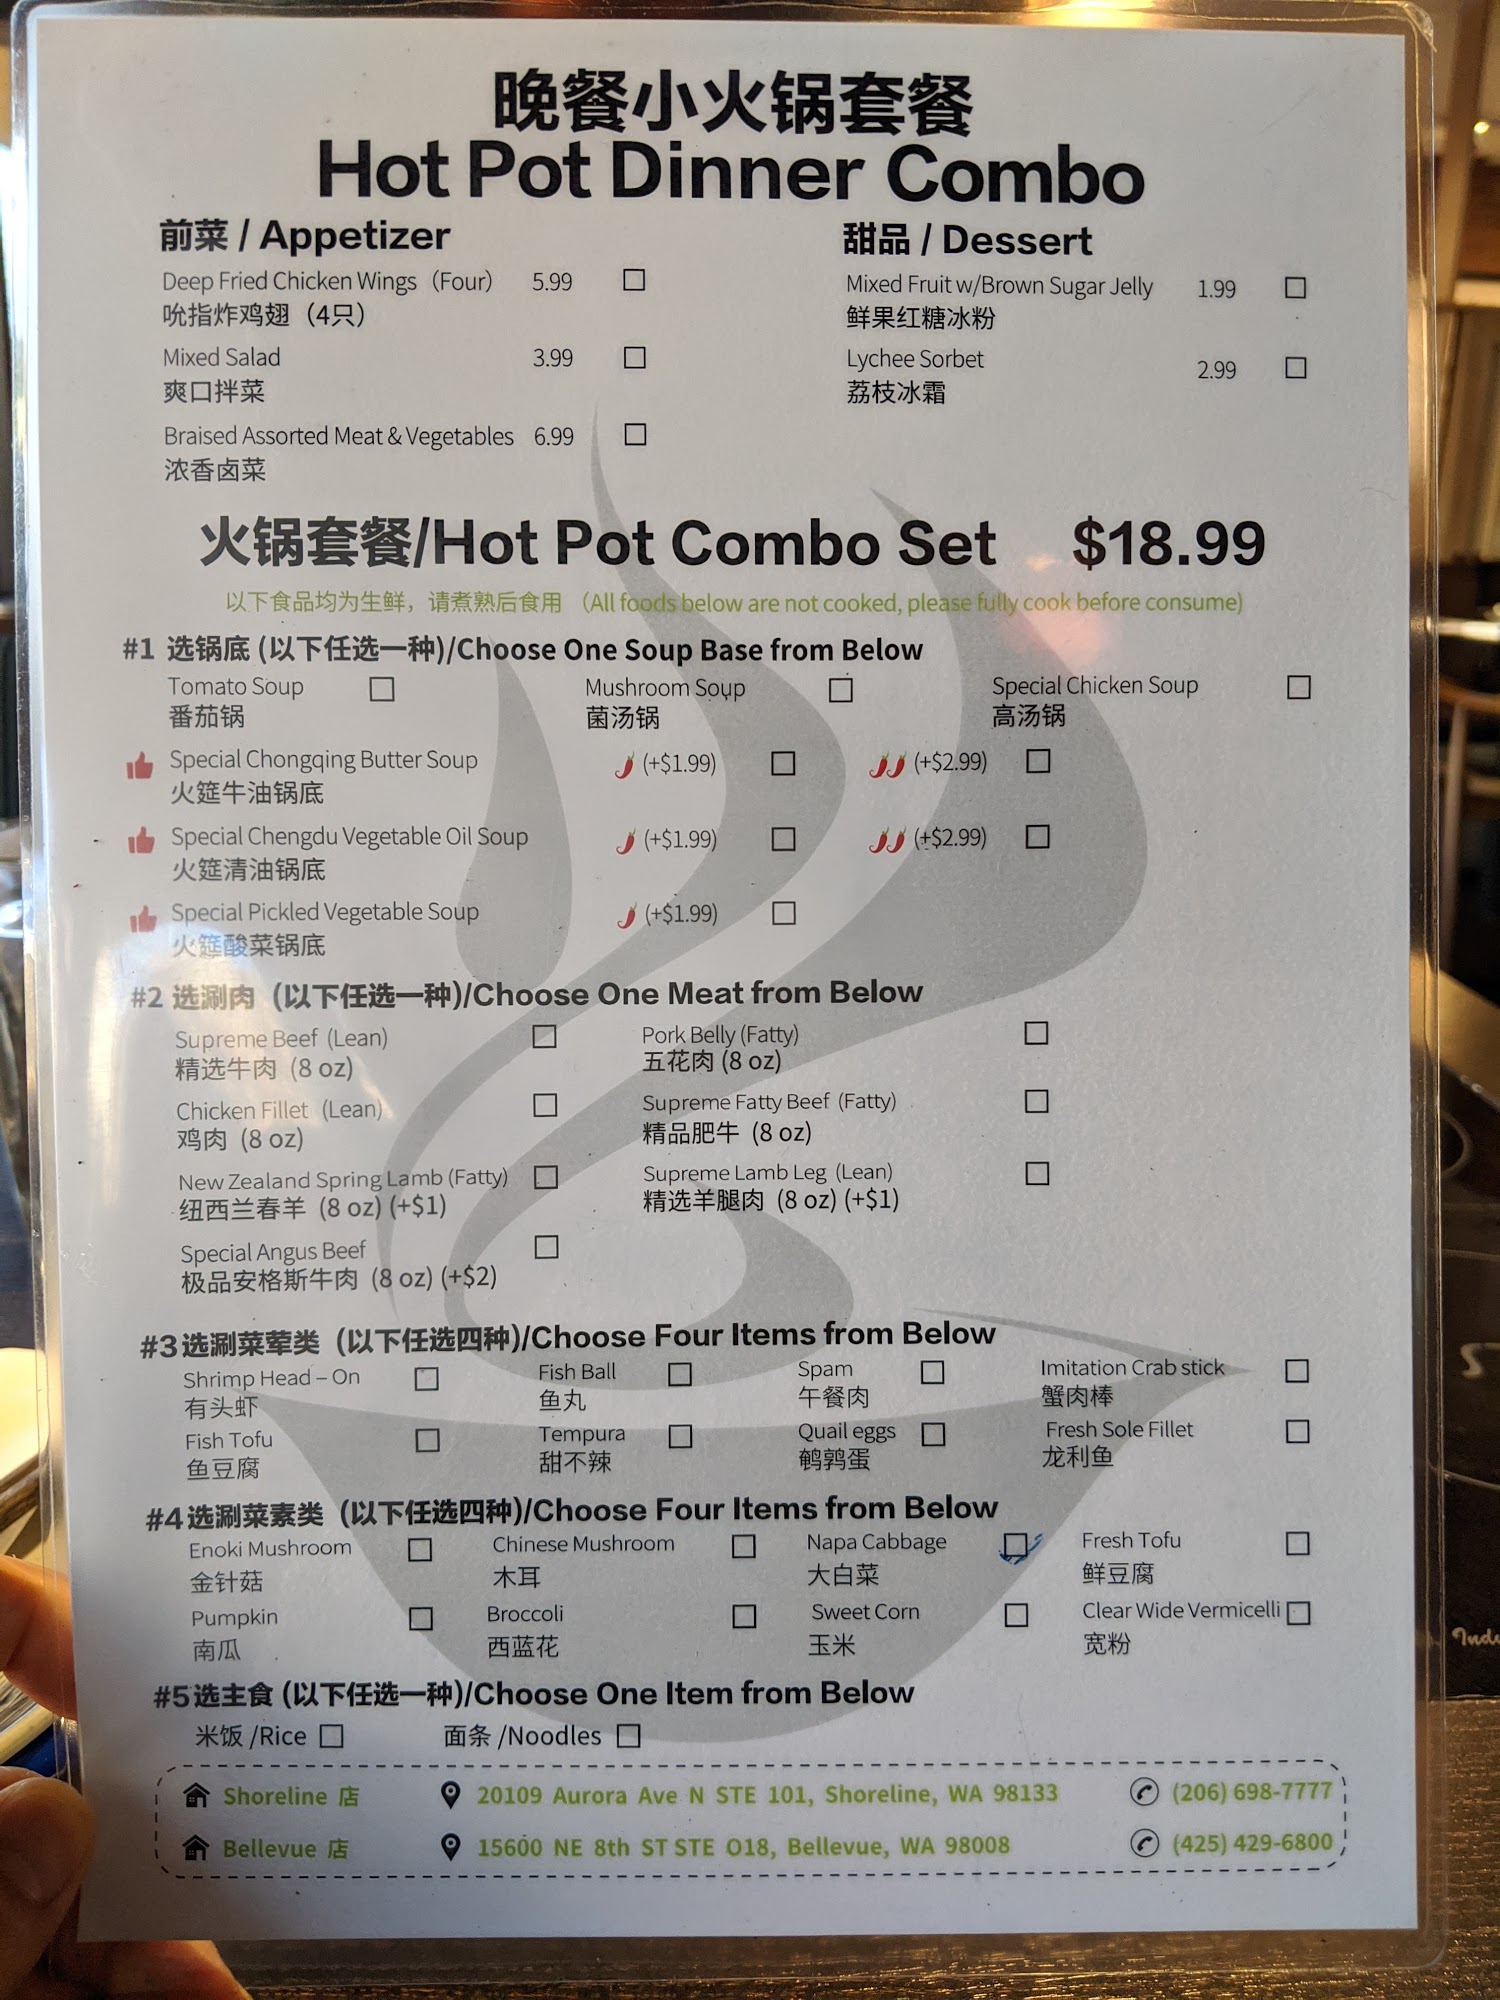 晚餐小火锅套餐
Hot Pot Dinner Combo
前菜 / Appetizer
Deep Fried Chicken Wings（Four） 5.99
吮指炸鸡翅（4只）
Mixed Salad 3.99
爽口拌菜
Braised Assorted Meat & Vegetables 6.99
浓香卤菜
甜品 / Dessert
Mixed Fruit w/Brown Sugar Jelly 1.99
鲜果红糖冰粉
Lychee Sorbet 2.99
荔枝冰霜
火锅套餐/Hot Pot Combo Set $18.99
以下食品均为生鲜，请煮熟后食用 （All foods below are not cooked, please fully cook before consume)
#1 选锅底 (以下任选一种)/Choose One Soup Base from Below
Tomato Soup Mushroom Soup Special Chicken Soup
番茄锅 菌汤锅 高汤锅
Special Chongqing Butter Soup (+$1.99) (+$2.99)
火筵牛油锅底
Special Chengdu Vegetable Oil Soup (+$1.99) (+$2.99)
火筵清油锅底
Special Pickled Vegetable Soup (+$1.99)
火筵酸菜锅底
#2 选涮肉 (以下任选一种)/Choose One Meat from Below
Supreme Beef (Lean) Pork Belly (Fatty)
精选牛肉 (8 oz) 五花肉 (8 oz)
Chicken Fillet (Lean) Supreme Fatty Beef (Fatty)
鸡肉 (8 oz) 精品肥牛 (8 oz)
New Zealand Spring Lamb (Fatty) Supreme Lamb Leg (Lean)
纽西兰春羊 (8 oz) (+$1) 精选羊腿肉 (8 oz) (+$1)
Special Angus Beef
极品安格斯牛肉 (8 oz) (+$2)
#3 选涮菜荤类 (以下任选四种)/Choose Four Items from Below
Shrimp Head – On Fish Ball Spam Imitation Crab stick
有头虾 鱼丸 午餐肉 蟹肉棒
Fish Tofu Tempura Quail eggs Fresh Sole Fillet
鱼豆腐 甜不辣 鹌鹑蛋 龙利鱼
#4 选涮菜素类 (以下任选四种)/Choose Four Items from Below
Enoki Mushroom Chinese Mushroom Napa Cabbage Fresh Tofu
金针菇 木耳 大白菜 鲜豆腐
Pumpkin Broccoli Sweet Corn Clear Wide Vermicelli
南瓜 西蓝花 玉米 宽粉
#5 选主食 (以下任选一种)/Choose One Item from Below
米饭 /Rice 面条 /Noodles
Shoreline 店 20109 Aurora Ave N STE 101, Shoreline, WA 98133 (206) 698-7777
Bellevue 店 15600 NE 8th ST STE O18, Bellevue, WA 98008 (425) 429-6800